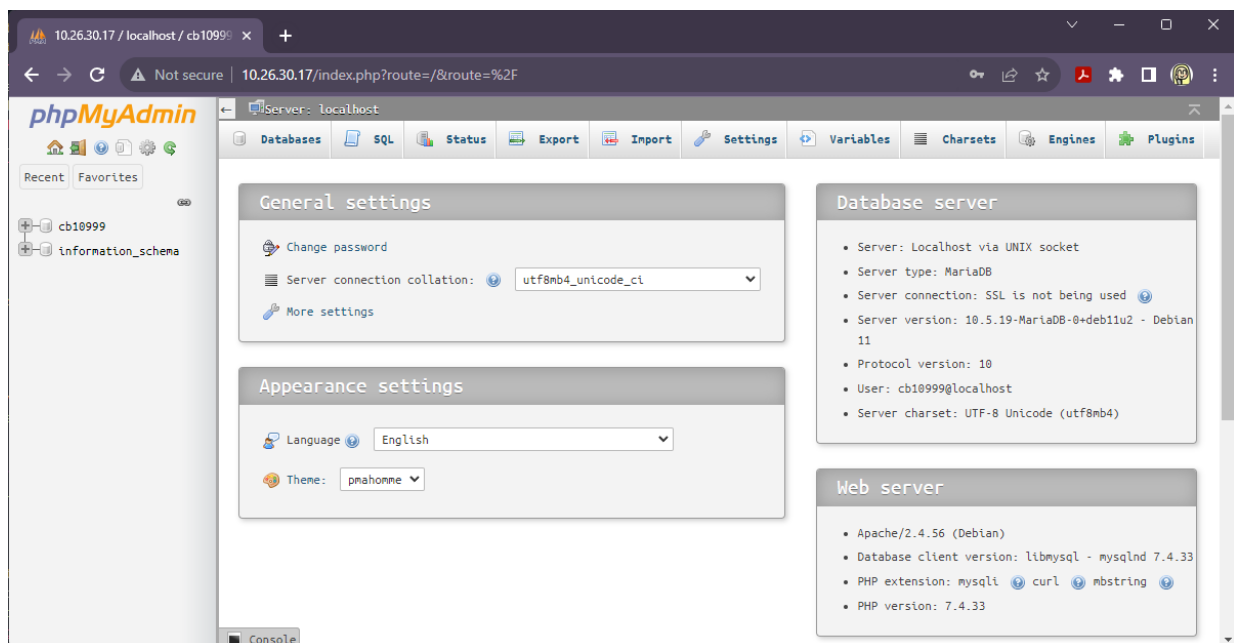 10.26.30.17 / localhost / cb10999
Not secure | 10.26.30.17/index.php?route=/&route=%2F
phpMyAdmin
Recent Favorites
cb10999
information_schema
Server: localhost
Databases SQL Status Export Import Settings Variables Charsets Engines Plugins
General settings
Change password
Server connection collation: utf8mb4_unicode_ci
More settings
Appearance settings
Language English
Theme: pmahomme
Database server
Server: Localhost via UNIX socket
Server type: MariaDB
Server connection: SSL is not being used
Server version: 10.5.19-MariaDB-0+deb11u2 - Debian
11
Protocol version: 10
User: cb10999@localhost
Server charset: UTF-8 Unicode (utf8mb4)
Web server
Apache/2.4.56 (Debian)
Database client version: libmysql - mysqlnd 7.4.33
PHP extension: mysqli curl mbstring
PHP version: 7.4.33
Console